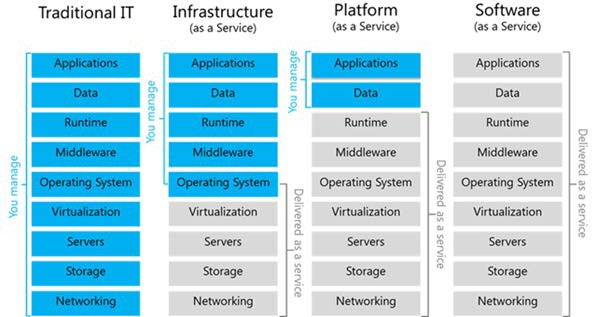 Traditional IT
Applications
Data
Runtime
Middleware
Operating System
Virtualization
Servers
Storage
Networking
You manage
Infrastructure
(as a Service)
Applications
Data
Runtime
Middleware
Operating System
Virtualization
Servers
Storage
Networking
You manage
Delivered as a service
Platform
(as a Service)
Applications
Data
Runtime
Middleware
Operating System
Virtualization
Servers
Storage
Networking
You manage
Delivered as a service
Software
(as a Service)
Applications
Data
Runtime
Middleware
Operating System
Virtualization
Servers
Storage
Networking
Delivered as a service